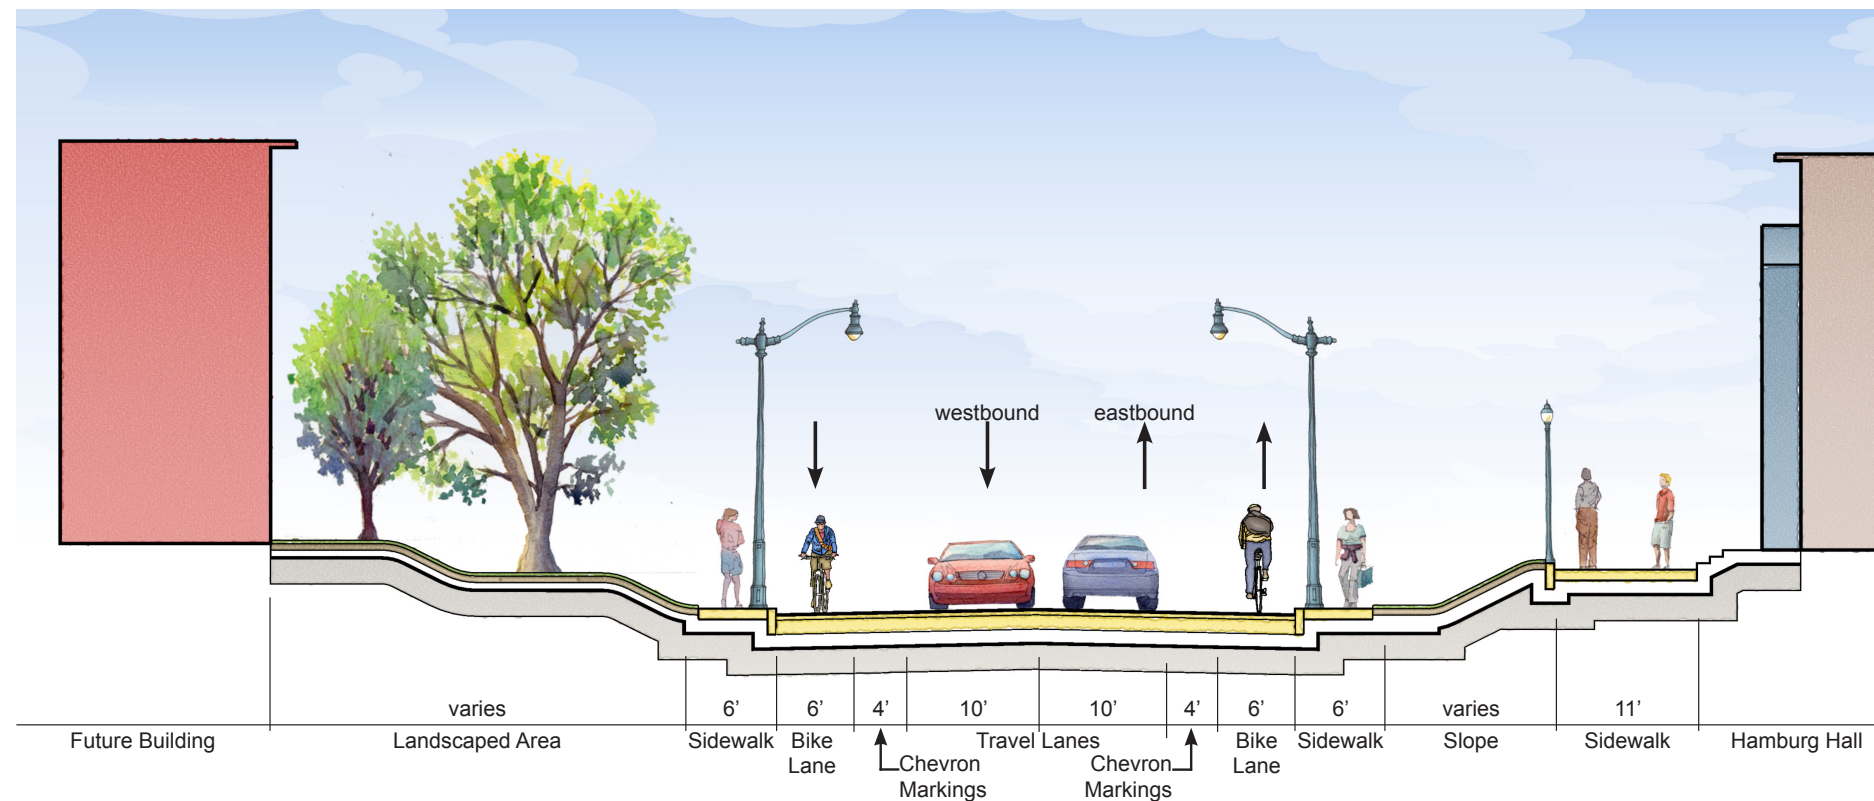 westbound
eastbound
varies
6’
6’
4’
10’
10’
4’
6’
6’
varies
11’
Future Building
Landscaped Area
Sidewalk
Bike
Lane
Travel Lanes
Bike
Lane
Sidewalk
Slope
Sidewalk
Hamburg Hall
Chevron
Markings
Chevron
Markings